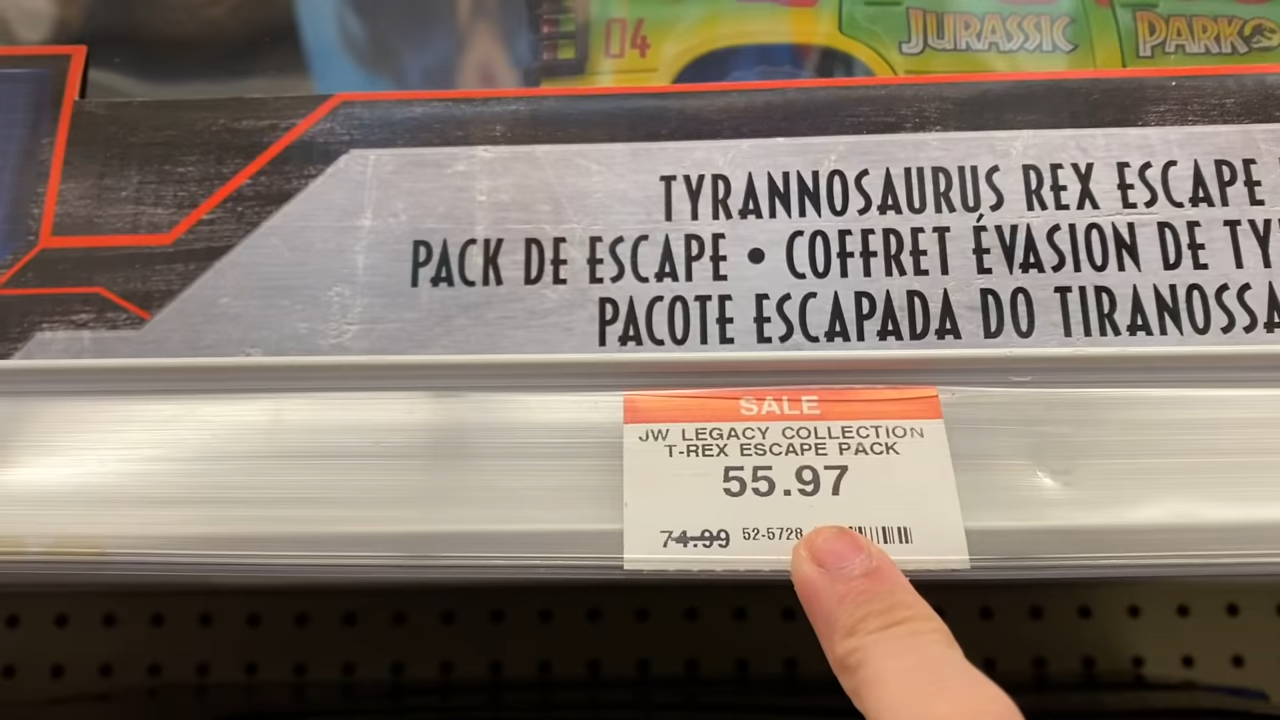 04
JURASSIC PARK
TYRANNOSAURUS REX ESCAPE
PACK DE ESCAPE • COFFRET ÉVASION DE TY
PACOTE ESCAPADA DO TIRANOSSA
SALE
JW LEGACY COLLECTION
T-REX ESCAPE PACK
55.97
74.99 52-5728